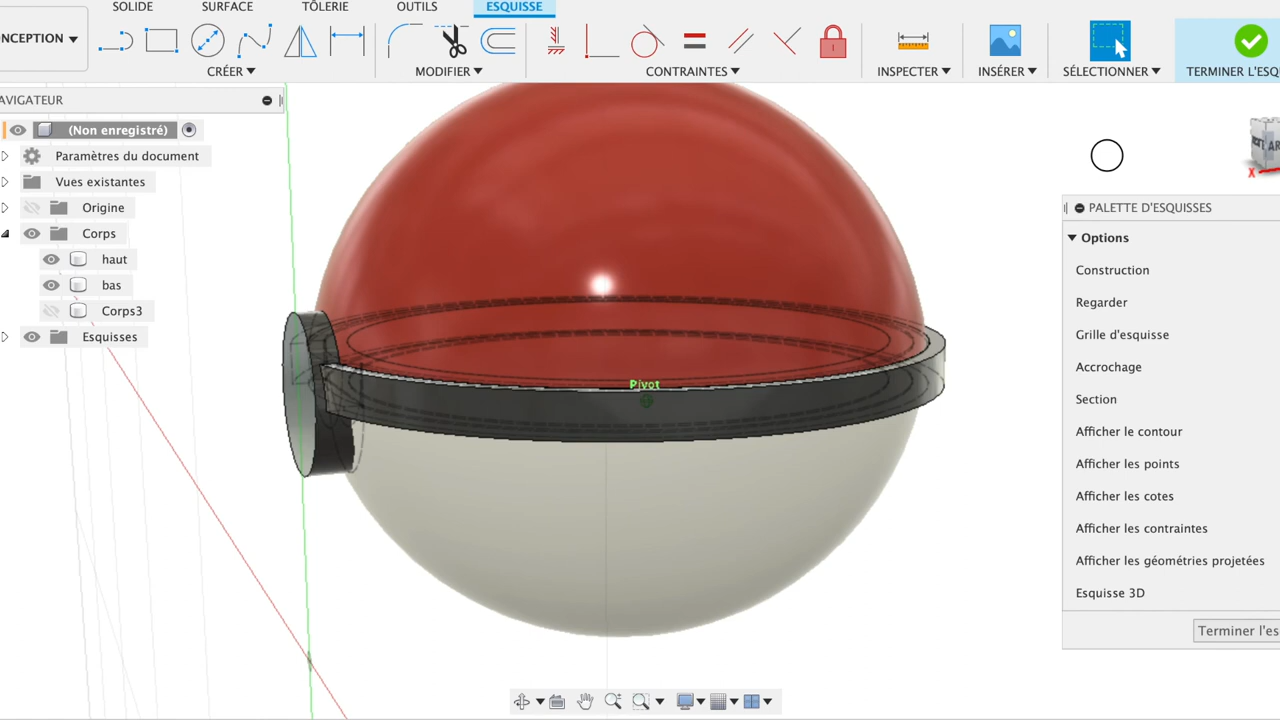 SOLIDE SURFACE TÔLERIE OUTILS ESQUISSE
NCEPTION
CRÉER MODIFIER CONTRAINTES INSPECTER INSÉRER SÉLECTIONNER TERMINER L'ESQ
AVIGATEUR
(Non enregistré)
Paramètres du document
Vues existantes
Origine
Corps
haut
bas
Corps3
Esquisses
Pivot
X
PALETTE D'ESQUISSES
Options
Construction
Regarder
Grille d'esquisse
Accrochage
Section
Afficher le contour
Afficher les points
Afficher les cotes
Afficher les contraintes
Afficher les géométries projetées
Esquisse 3D
Terminer l'es